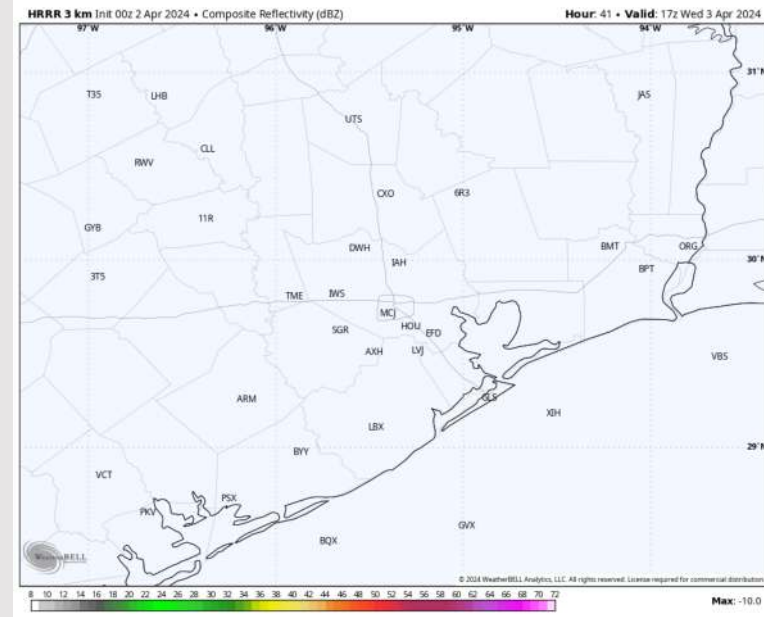 HRRR 3 km Init 00z 2 Apr 2024 • Composite Reflectivity (dBZ) Hour: 41 • Valid: 17z Wed 3 Apr 2024
97°W 96°W 95°W 94°W
31°N
T35 LHB JAS
UTS
CLL
RWV
CXO 6R3
11R
GYB
DWH BMT ORG
IAH 30°N
3T5 BPT
TME IWS
MCJ
SGR HOU EFD
AXH LVJ VBS
ARM GLS
XIH
LBX
BYY 29°N
VCT
PSX
PKV
GVX
BQX
WeatherBELL
© 2024 WeatherBELL Analytics, LLC. All rights reserved. License required for commercial distribution
8 10 12 14 16 18 20 22 24 26 28 30 32 34 36 38 40 42 44 46 48 50 52 54 56 58 60 62 64 66 68 70 72 Max: -10.0